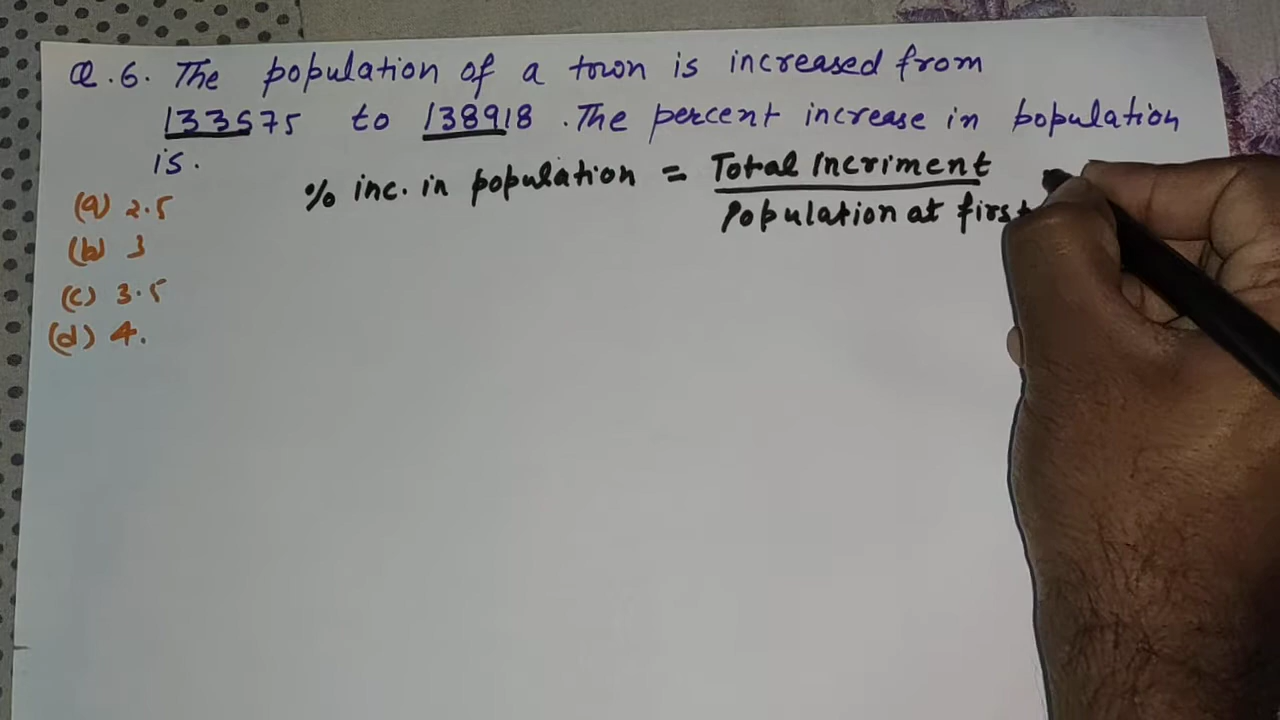 Q.6. The population of a town is increased from
133575 to 138918. The percent increase in population
is.
% inc. in population = Total Incriment
Population at first
(a) 2.5
(b) 3
(c) 3.5
(d) 4.